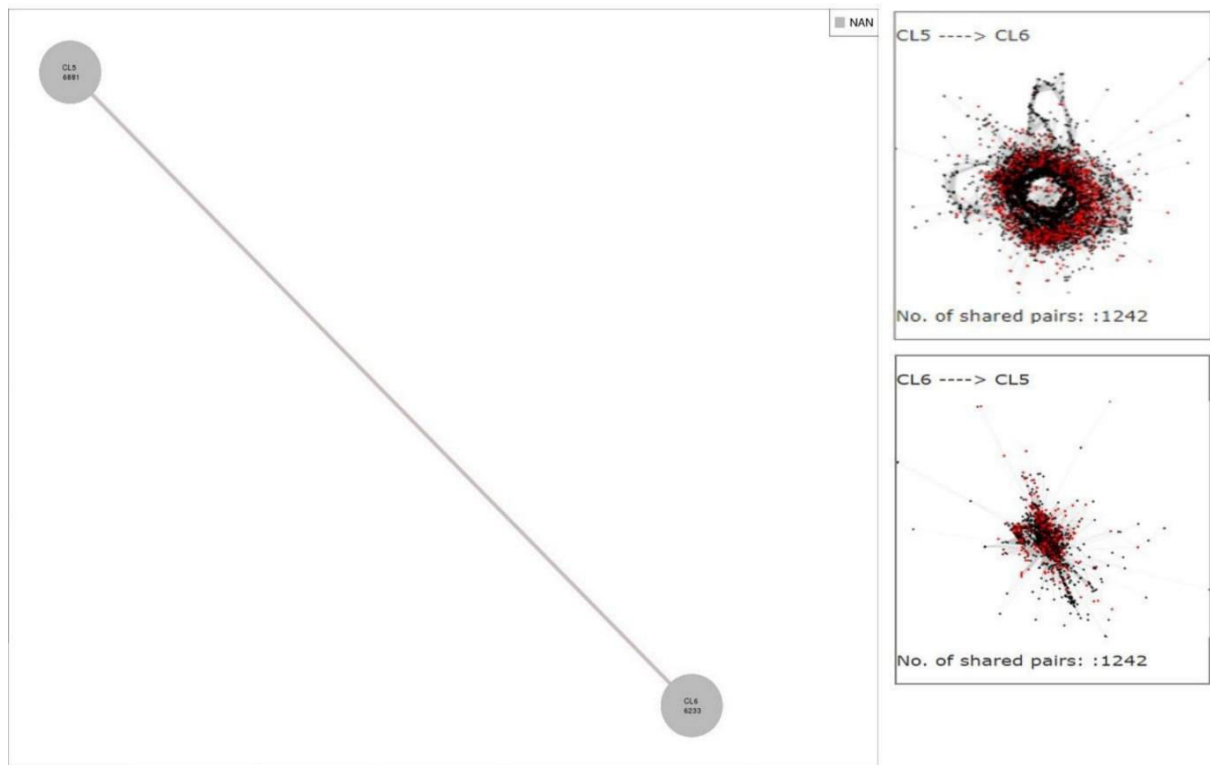 NAN
CL5
6881
CL6
6233
CL5 ----> CL6
No. of shared pairs: :1242
CL6 ----> CL5
No. of shared pairs: :1242